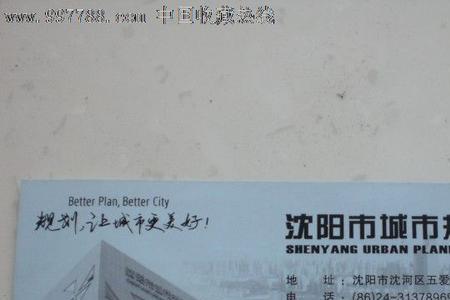 www.997788.com 中国收藏热线
Better Plan, Better City
规划,让城市更美好!
沈阳市城市
SHENYANG URBAN PLAN
地 址:沈阳市沈河区五爱
电 话:(86)24-3137896